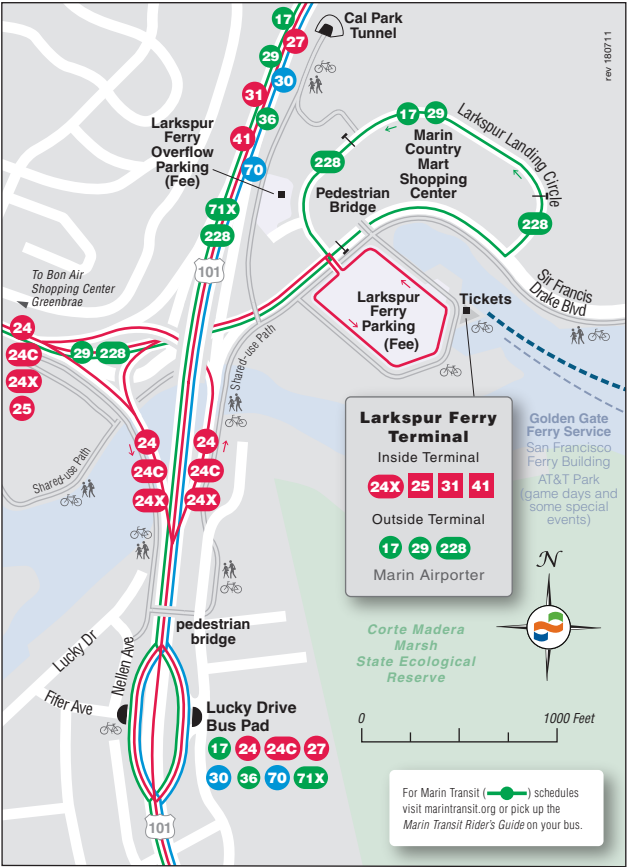 17
Cal Park
Tunnel
27
29
30
31
36
41
70
71X
228
101
rev 180711
Larkspur
Ferry
Overflow
Parking
(Fee)
17 29
Larkspur Landing Circle
Marin
Country
Mart
Shopping
Center
228
Pedestrian
Bridge
228
To Bon Air
Shopping Center
Greenbrae
24
24C
24X
25
29 228
Larkspur
Ferry
Parking
(Fee)
Tickets
Sir Francis
Drake Blvd
Shared-use Path
Shared-use Path
24
24C
24X
24
24C
24X
Larkspur Ferry
Terminal
Inside Terminal
24X 25 31 41
Outside Terminal
17 29 228
Marin Airporter
Golden Gate
Ferry Service
San Francisco
Ferry Building
AT&T Park
(game days and
some special
events)
N
Corte Madera
Marsh
State Ecological
Reserve
pedestrian
bridge
Lucky Dr
Nellen Ave
Fifer Ave
Lucky Drive
Bus Pad
17 24 24C 27
30 36 70 71X
101
0 1000 Feet
For Marin Transit ( ) schedules
visit marintransit.org or pick up the
Marin Transit Rider's Guide on your bus.